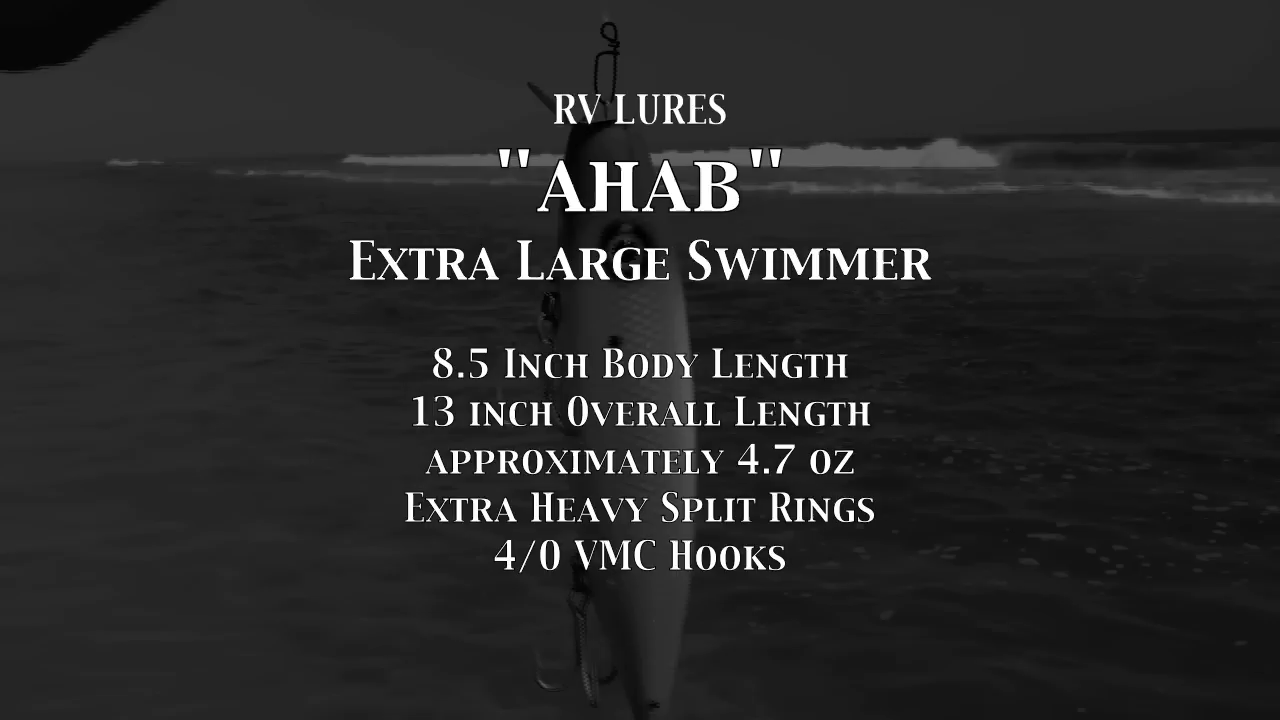 RV LURES
"AHAB"
EXTRA LARGE SWIMMER
8.5 INCH BODY LENGTH
13 INCH OVERALL LENGTH
APPROXIMATELY 4.7 OZ
EXTRA HEAVY SPLIT RINGS
4/0 VMC HOOKS